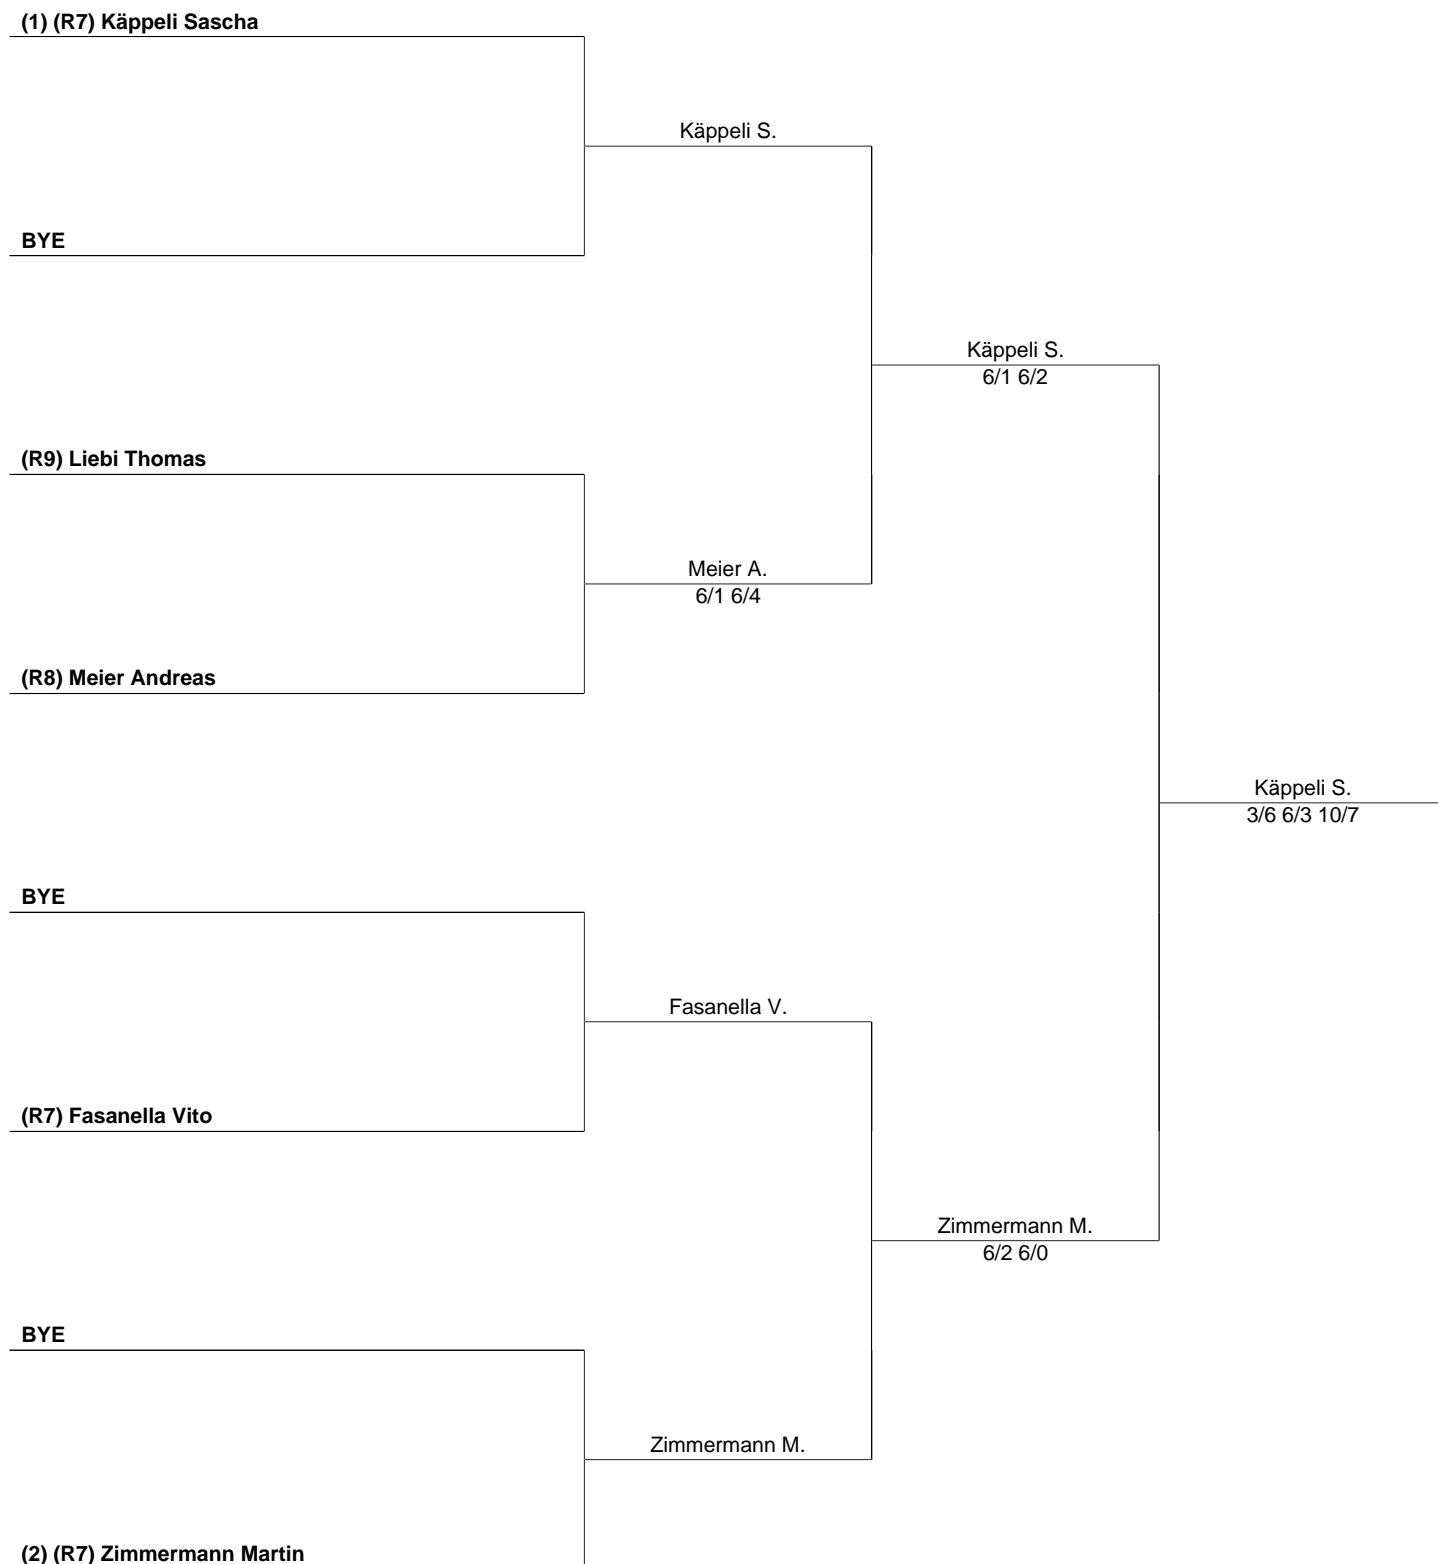 (1) (R7) Käppeli Sascha
Käppeli S.
BYE
Käppeli S.
6/1 6/2
(R9) Liebi Thomas
Meier A.
6/1 6/4
(R8) Meier Andreas
Käppeli S.
3/6 6/3 10/7
BYE
Fasanella V.
(R7) Fasanella Vito
Zimmermann M.
6/2 6/0
BYE
Zimmermann M.
(2) (R7) Zimmermann Martin